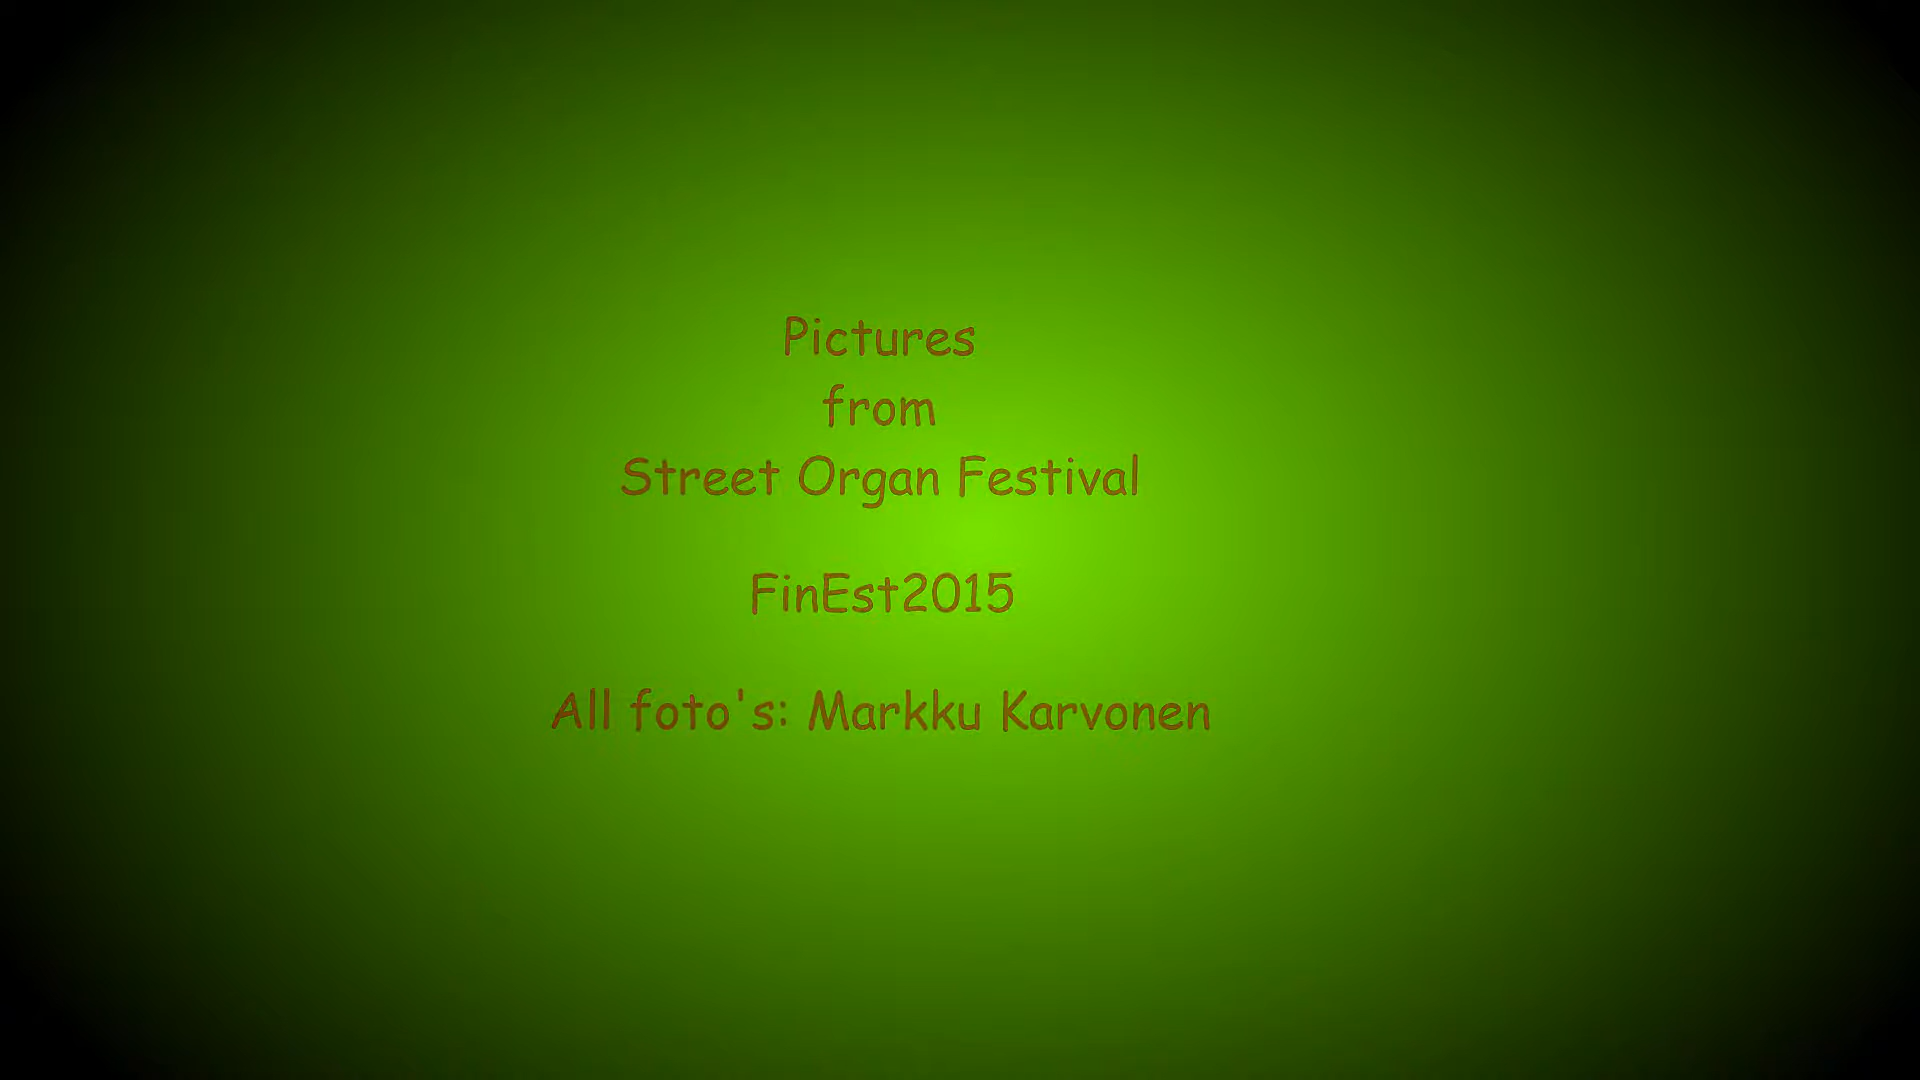 Pictures
from
Street Organ Festival
FinEst2015
All foto's: Markku Karvonen